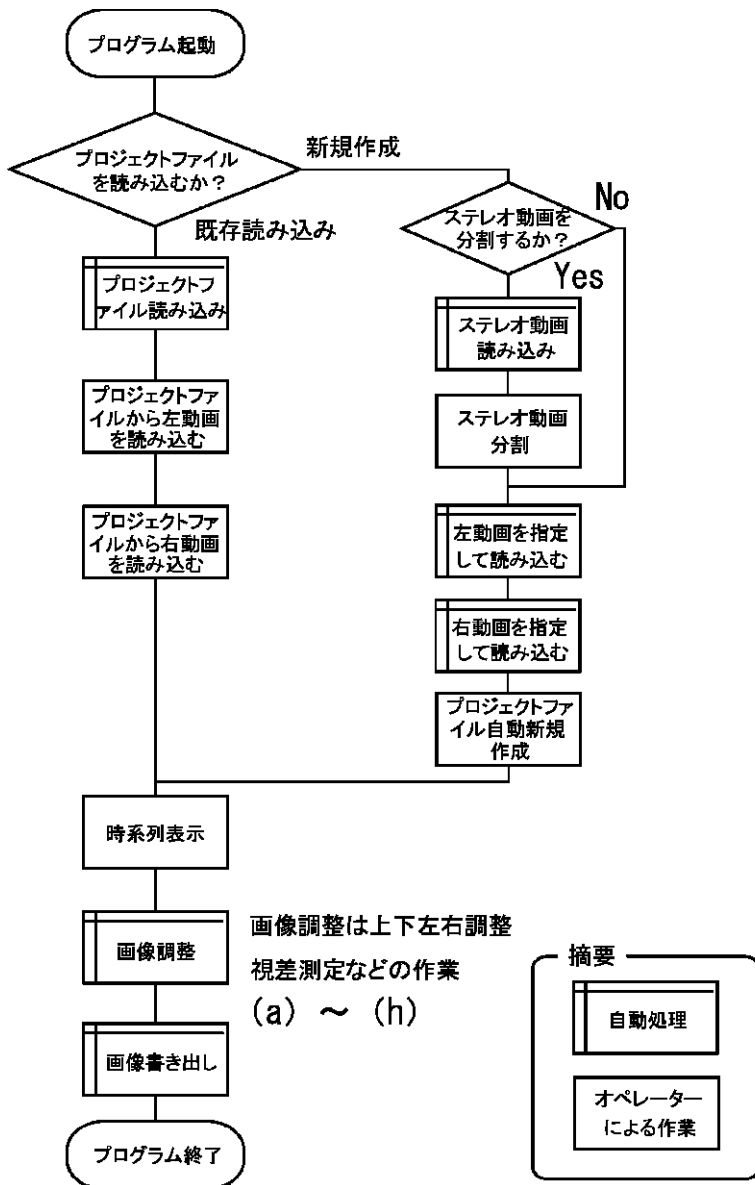 プログラム起動
プロジェクトファイル
を読み込むか？
新規作成
既存読み込み
プロジェクトフ
ァイル読み込み
プロジェクトファ
イルから左動画
を読み込む
プロジェクトファ
イルから右動画
を読み込む
ステレオ動画を
分割するか？
No
Yes
ステレオ動画
読み込み
ステレオ動画
分割
左動画を指定
して読み込む
右動画を指定
して読み込む
プロジェクトファ
イル自動新規
作成
時系列表示
画像調整
画像調整は上下左右調整
視差測定などの作業
(a) ～ (h)
画像書き出し
プログラム終了
摘要
自動処理
オペレーター
による作業